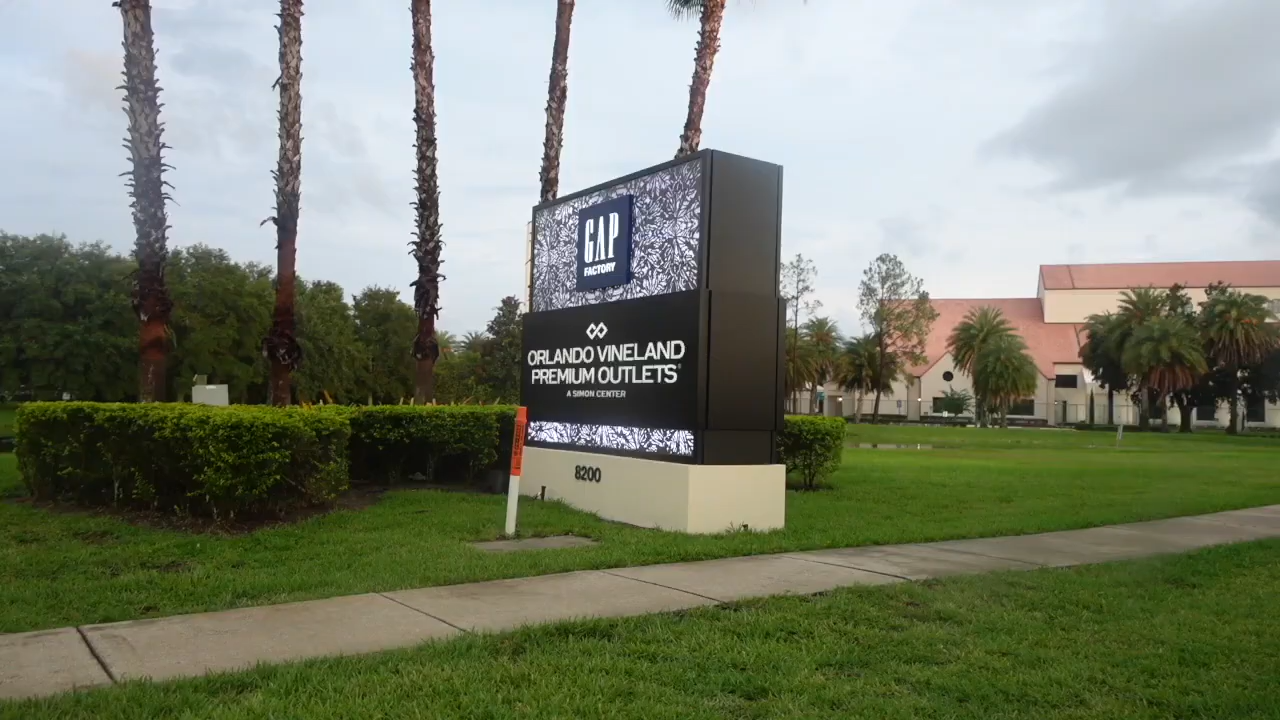 GAP
FACTORY
ORLANDO VINELAND
PREMIUM OUTLETS®
A SIMON CENTER
8200